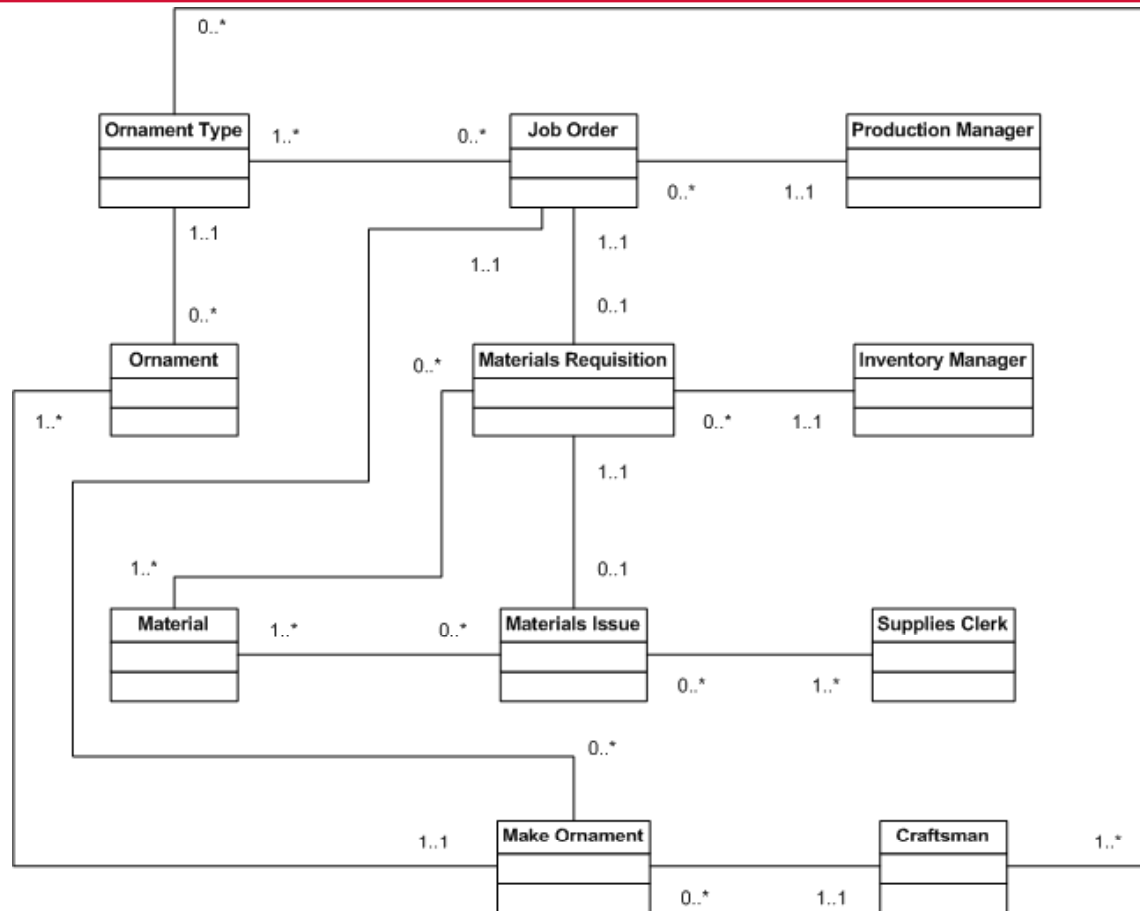 0..*
Ornament Type
1..*
0..*
Job Order
Production Manager
0..*
1..1
1..1
1..1
1..1
0..*
0..1
Ornament
0..*
Materials Requisition
Inventory Manager
1..*
0..*
1..1
1..1
1..*
0..1
Material
1..*
0..*
Materials Issue
Supplies Clerk
0..*
1..*
0..*
1..1
Make Ornament
Craftsman
1..*
0..*
1..1